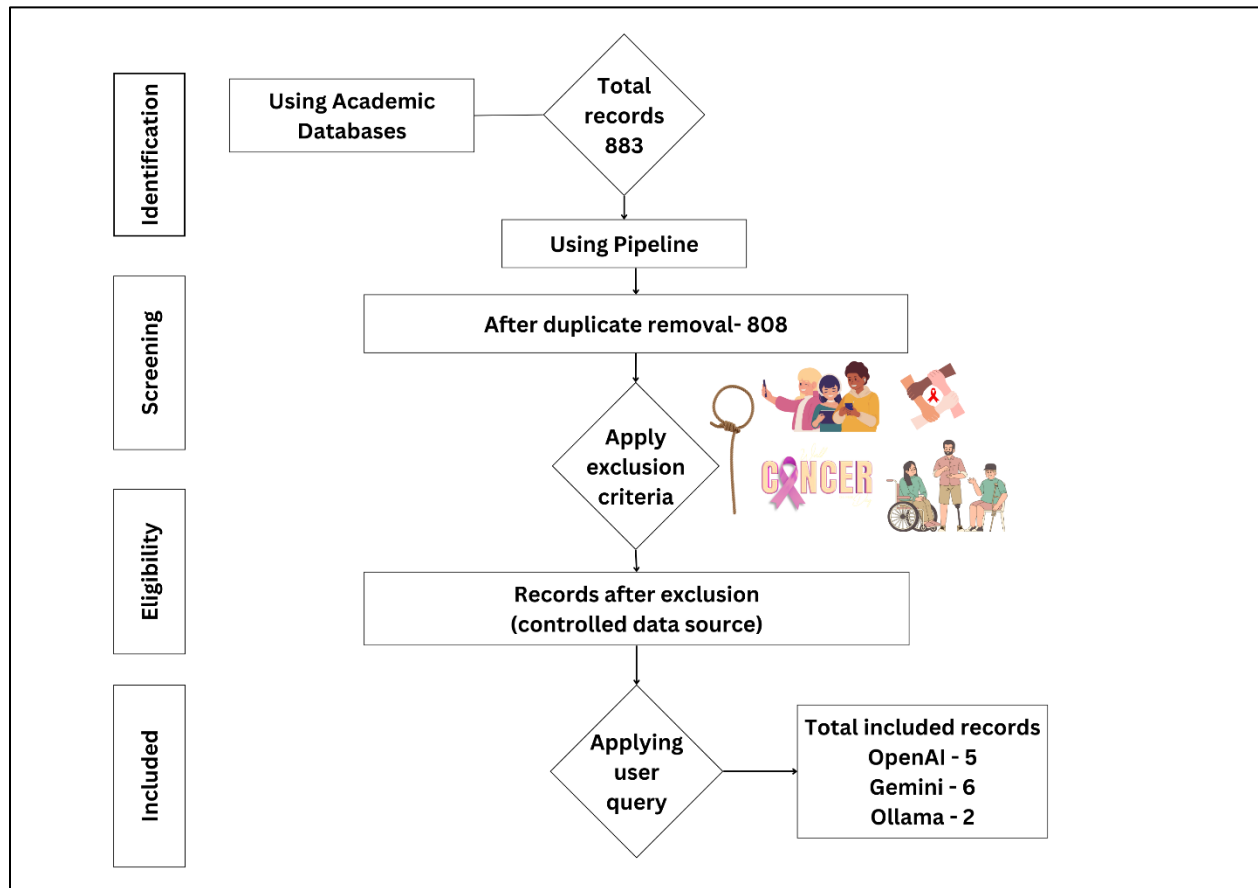 Identification
Using Academic
Databases
Total
records
883
Using Pipeline
Screening
After duplicate removal- 808
Apply
exclusion
criteria
CANCER
Eligibility
Records after exclusion
(controlled data source)
Included
Applying
user
query
Total included records
OpenAI - 5
Gemini - 6
Ollama - 2